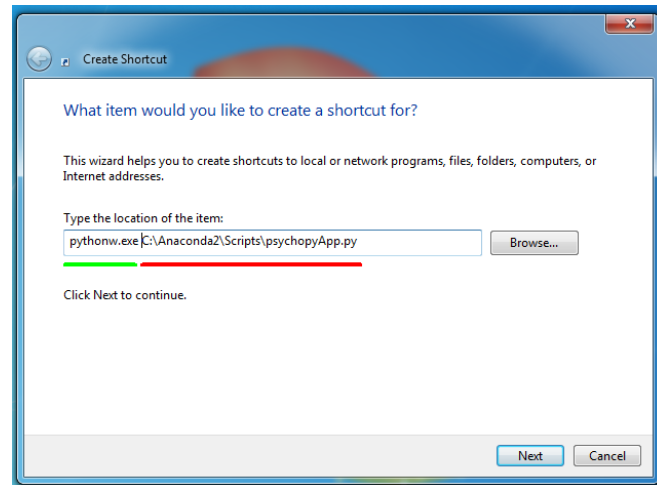 Create Shortcut
What item would you like to create a shortcut for?
This wizard helps you to create shortcuts to local or network programs, files, folders, computers, or
Internet addresses.
Type the location of the item:
pythonw.exe C:\Anaconda2\Scripts\psychopyApp.py
Browse...
Click Next to continue.
Next
Cancel